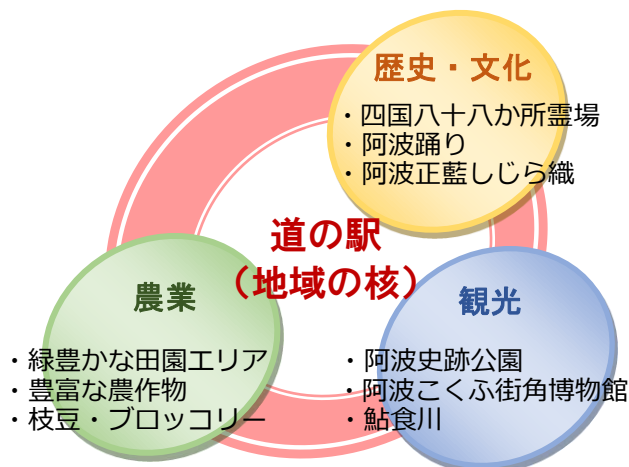 歴史・文化
・四国八十八か所霊場
・阿波踊り
・阿波正藍しじら織
道の駅
（地域の核）
農業
・緑豊かな田園エリア
・豊富な農作物
・枝豆・ブロッコリー
観光
・阿波史跡公園
・阿波こくふ街角博物館
・鮎食川